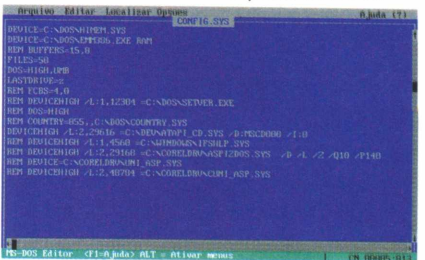 Arquivo Editar Localizar Opções Ajuda (?)
CONFIG.SYS
DEVICE=C:\DOS\HIMEM.SYS
DEVICE=C:\DOS\EMM386.EXE RAM
REM BUFFERS=15,0
FILES=50
DOS=HIGH,UMB
LASTDRIVE=z
REM FCBS=4,0
REM DEVICEHIGH /L:1,12304 =C:\DOS\SETVER.EXE
REM DOS=HIGH
REM COUNTRY=055,,C:\DOS\COUNTRY.SYS
DEVICEHIGH /L:2,29616 =C:\DEV\ATAPI_CD.SYS /D:MSCD000 /I:0
REM DEVICEHIGH /L:1,4560 =C:\WINDOWS\IFSHLP.SYS
REM DEVICEHIGH /L:2,29168 =C:\CORELDRV\ASPI2DOS.SYS /D /L /Z /Q10 /P140
REM DEVICE=C:\CORELDRV\UNI_ASP.SYS
REM DEVICEHIGH /L:2,40784 =C:\CORELDRV\CUNI_ASP.SYS
MS-DOS Editor <F1=Ajuda> ALT = Ativar menus